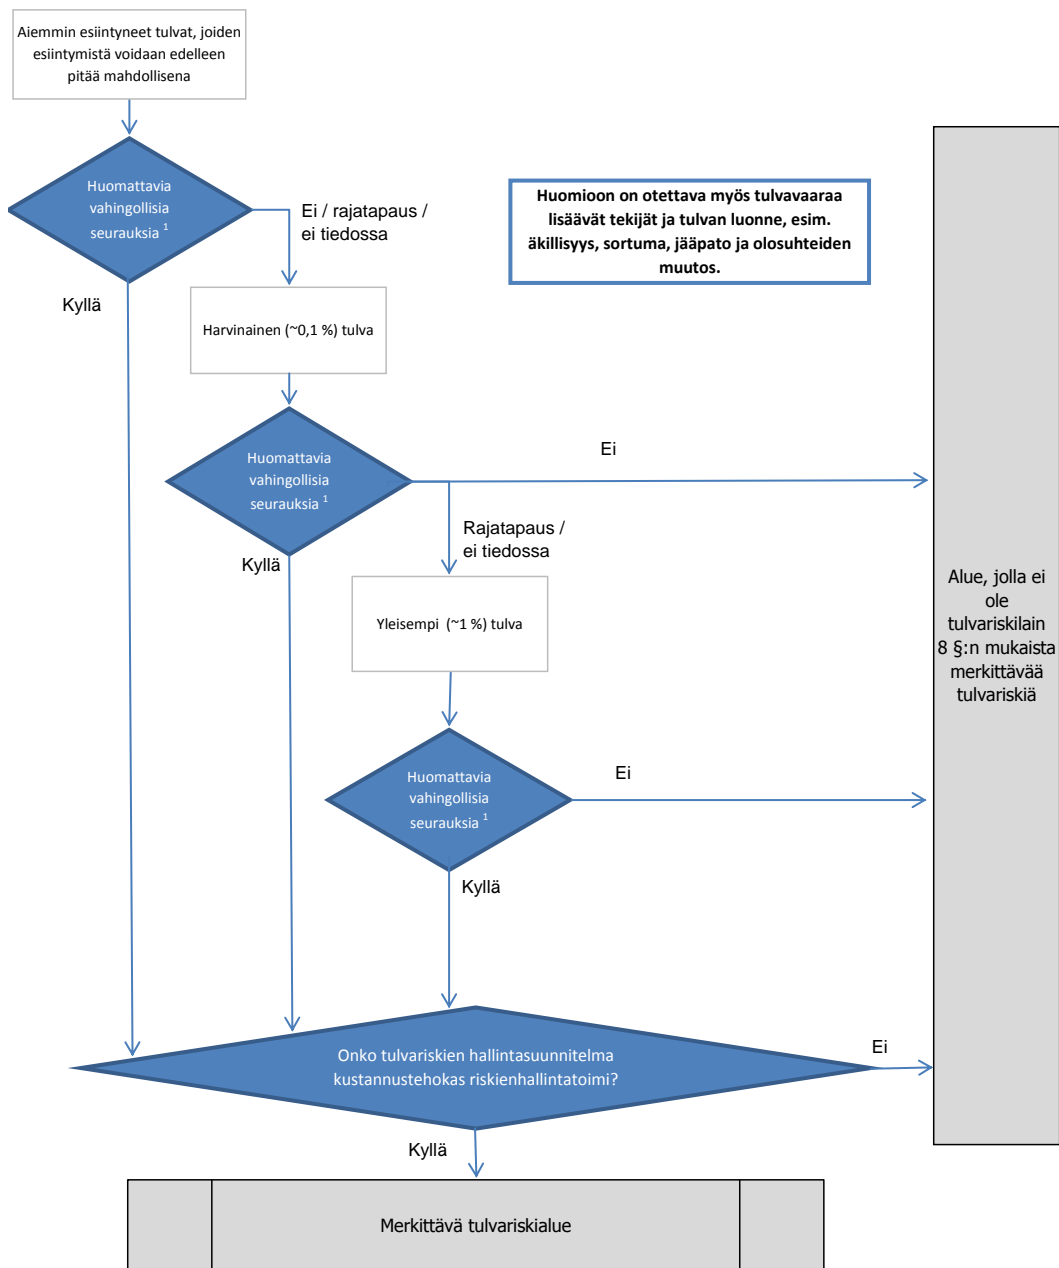 Aiemmin esiintyneet tulvat, joiden
esiintymistä voidaan edelleen
pitää mahdollisena
Huomattavia
vahingollisia
seurauksia ¹
Ei / rajatapaus /
ei tiedossa
Huomioon on otettava myös tulvavaaraa
lisäävät tekijät ja tulvan luonne, esim.
äkillisyys, sortuma, jääpato ja olosuhteiden
muutos.
Kyllä
Harvinainen (~0,1 %) tulva
Huomattavia
vahingollisia
seurauksia ¹
Ei
Rajatapaus /
ei tiedossa
Kyllä
Yleisempi (~1 %) tulva
Alue, jolla ei
ole
tulvariskilain
8 §:n mukaista
merkittävää
tulvariskiä
Huomattavia
vahingollisia
seurauksia ¹
Ei
Kyllä
Onko tulvariskien hallintasuunnitelma
kustannustehokas riskienhallintatoimi?
Ei
Kyllä
Merkittävä tulvariskialue